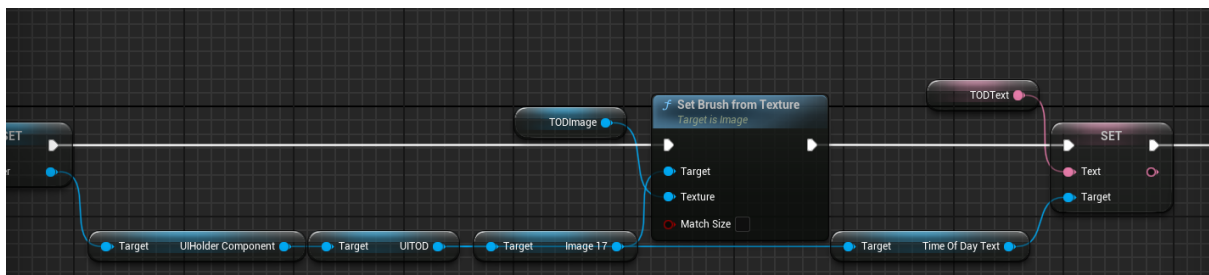 SET
TODImage
Set Brush from Texture
Target is Image
Target
Texture
Match Size
TODText
SET
Text
Target
Target UIHolder Component
Target UITOD
Target Image 17
Target Time Of Day Text